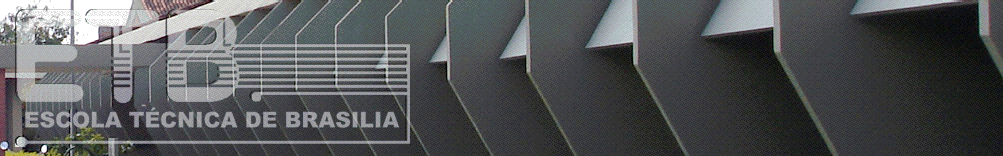 ETB.
ESCOLA TÉCNICA DE BRASILIA